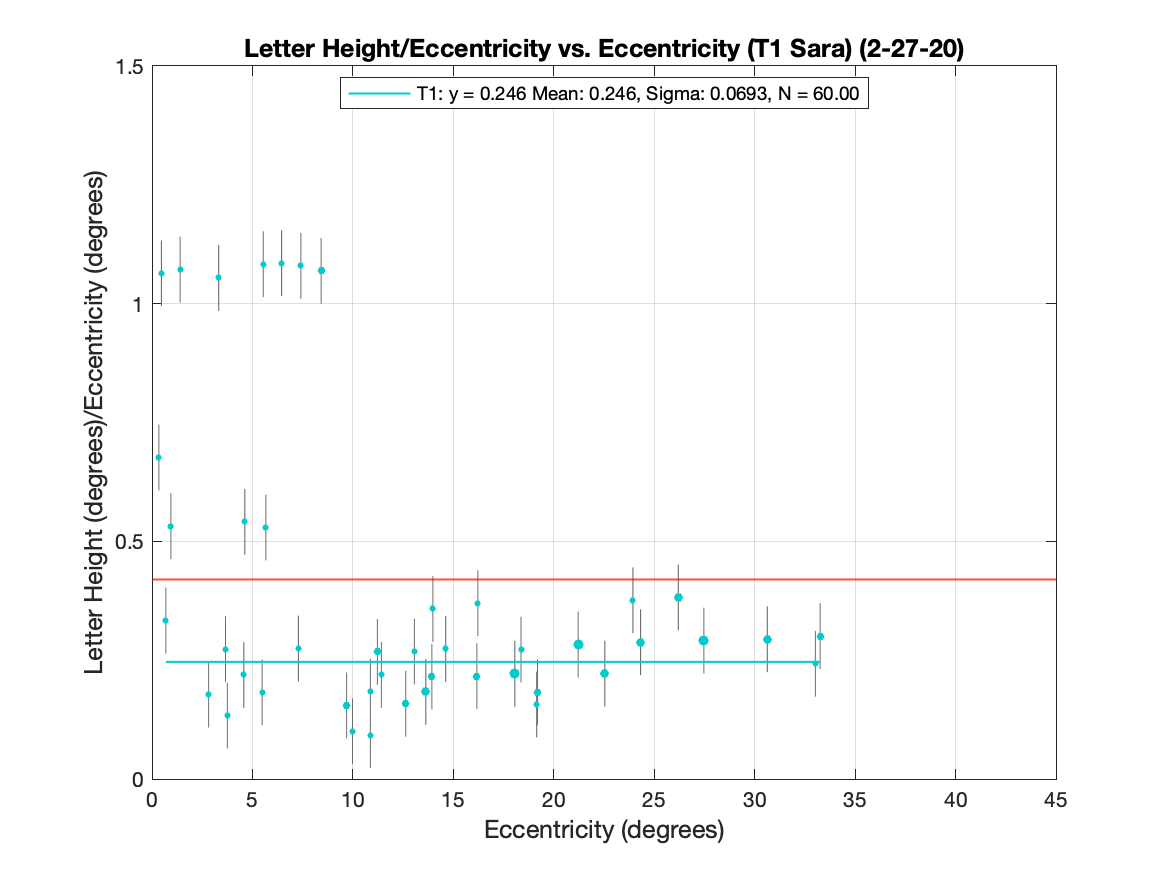 Letter Height/Eccentricity vs. Eccentricity (T1 Sara) (2-27-20)
T1: y = 0.246 Mean: 0.246, Sigma: 0.0693, N = 60.00
Letter Height (degrees)/Eccentricity (degrees)
1.5
1
0.5
0
0 5 10 15 20 25 30 35 40 45
Eccentricity (degrees)